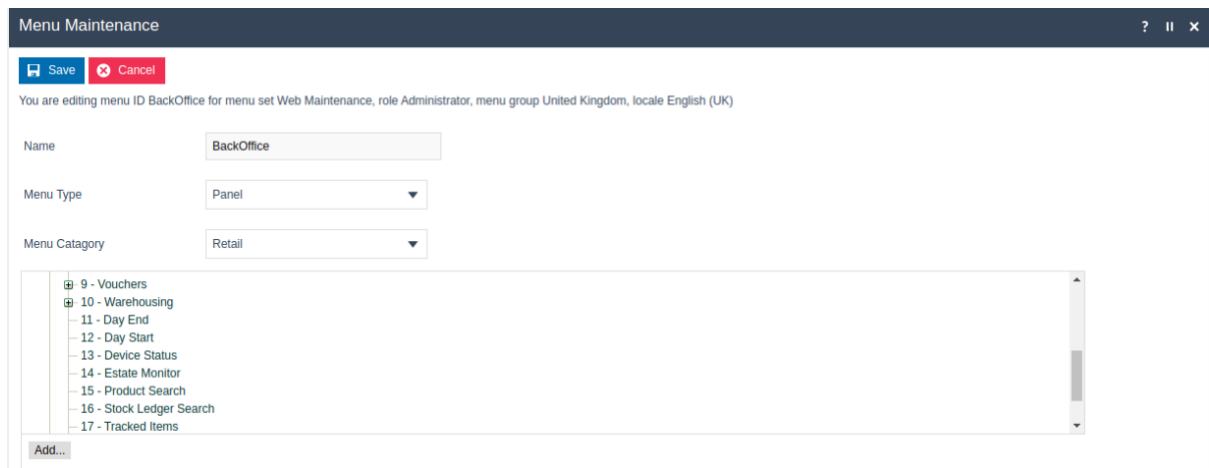 Menu Maintenance ?
Save Cancel
You are editing menu ID BackOffice for menu set Web Maintenance, role Administrator, menu group United Kingdom, locale English (UK)
Name BackOffice
Menu Type Panel
Menu Catagory Retail
9 - Vouchers
10 - Warehousing
11 - Day End
12 - Day Start
13 - Device Status
14 - Estate Monitor
15 - Product Search
16 - Stock Ledger Search
17 - Tracked Items
Add...